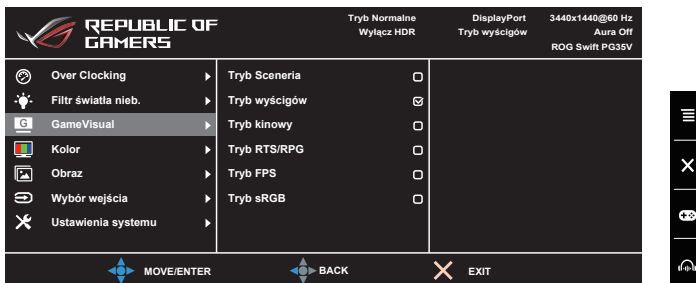 REPUBLIC OF
GAMERS
Tryb Normalne
Wyłącz HDR
DisplayPort
Tryb wyścigów
3440x1440@60 Hz
Aura Off
ROG Swift PG35V
Over Clocking
Filtr światła nieb.
G GameVisual
Kolor
Obraz
Wybór wejścia
Ustawienia systemu
Tryb Sceneria
Tryb wyścigów
Tryb kinowy
Tryb RTS/RPG
Tryb FPS
Tryb sRGB
MOVE/ENTER BACK EXIT